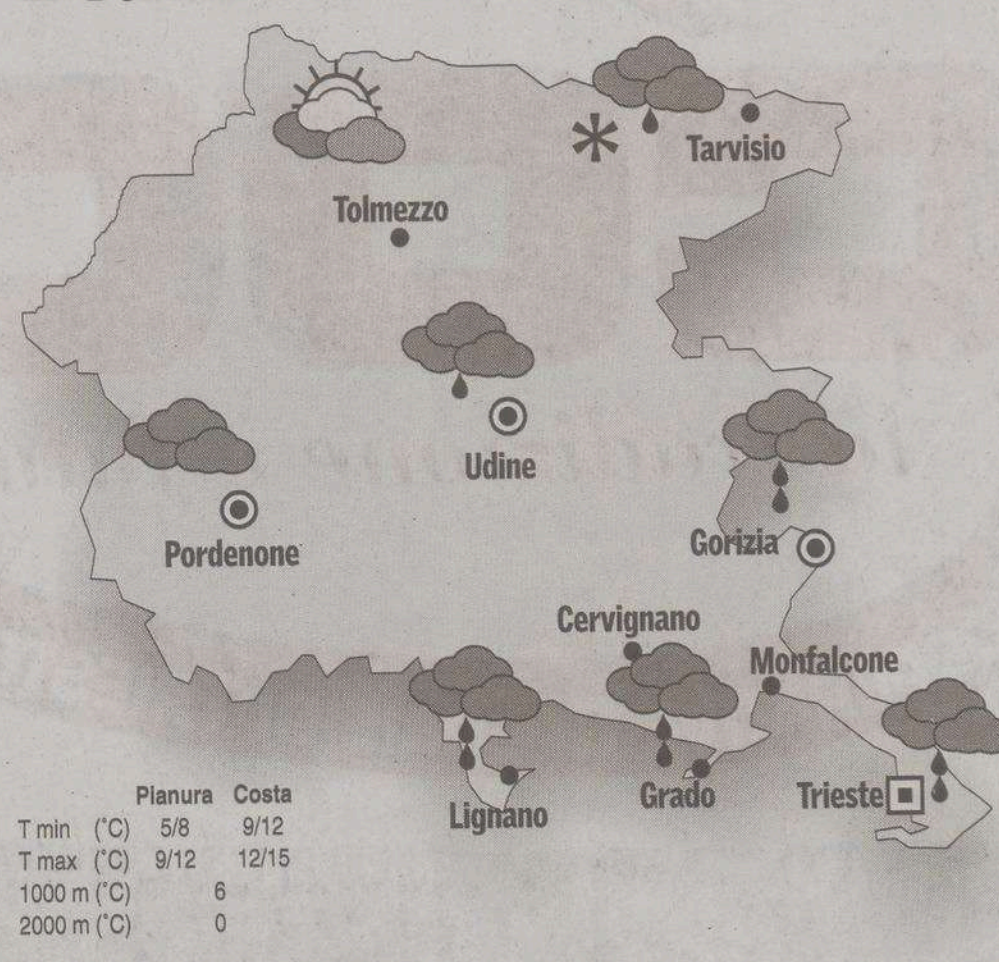 Tarvisio
Tolmezzo
Udine
Pordenone
Gorizia
Cervignano
Monfalcone
Lignano
Grado
Trieste
Pianura Costa
T min (°C) 5/8 9/12
T max (°C) 9/12 12/15
1000 m (°C) 6
2000 m (°C) 0